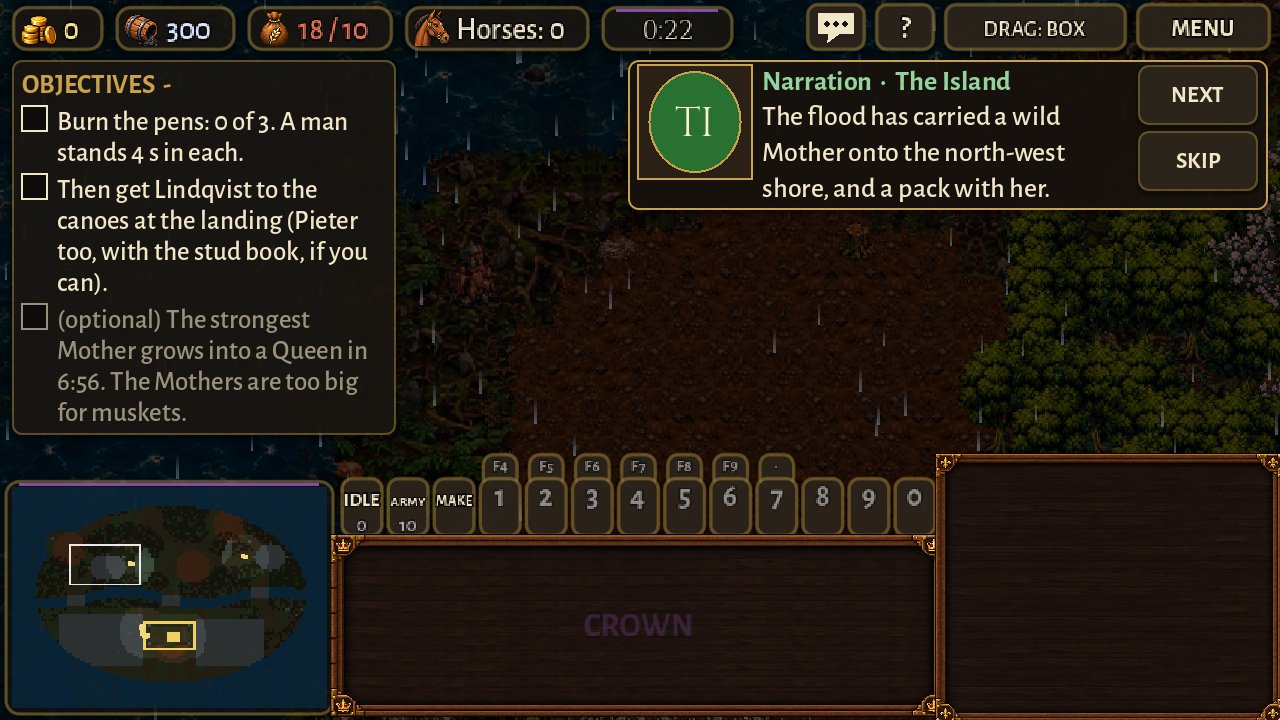 0
300
18 / 10
Horses: 0
0:22
?
DRAG: BOX
MENU
OBJECTIVES -
Burn the pens: 0 of 3. A man
stands 4 s in each.
Then get Lindqvist to the
canoes at the landing (Pieter
too, with the stud book, if you
can).
(optional) The strongest
Mother grows into a Queen in
6:56. The Mothers are too big
for muskets.
TI
Narration · The Island
The flood has carried a wild
Mother onto the north-west
shore, and a pack with her.
NEXT
SKIP
F4 F5 F6 F7 F8 F9 ·
IDLE ARMY MAKE 1 2 3 4 5 6 7 8 9 0
0 10
CROWN